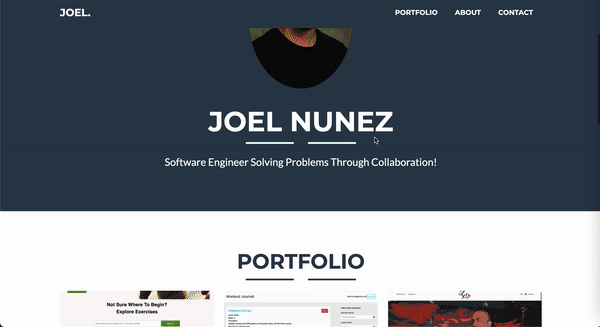 JOEL.
PORTFOLIO ABOUT CONTACT
JOEL NUNEZ
Software Engineer Solving Problems Through Collaboration!
PORTFOLIO
Not Sure Where To Begin?
Explore Exercises
Workout Journal